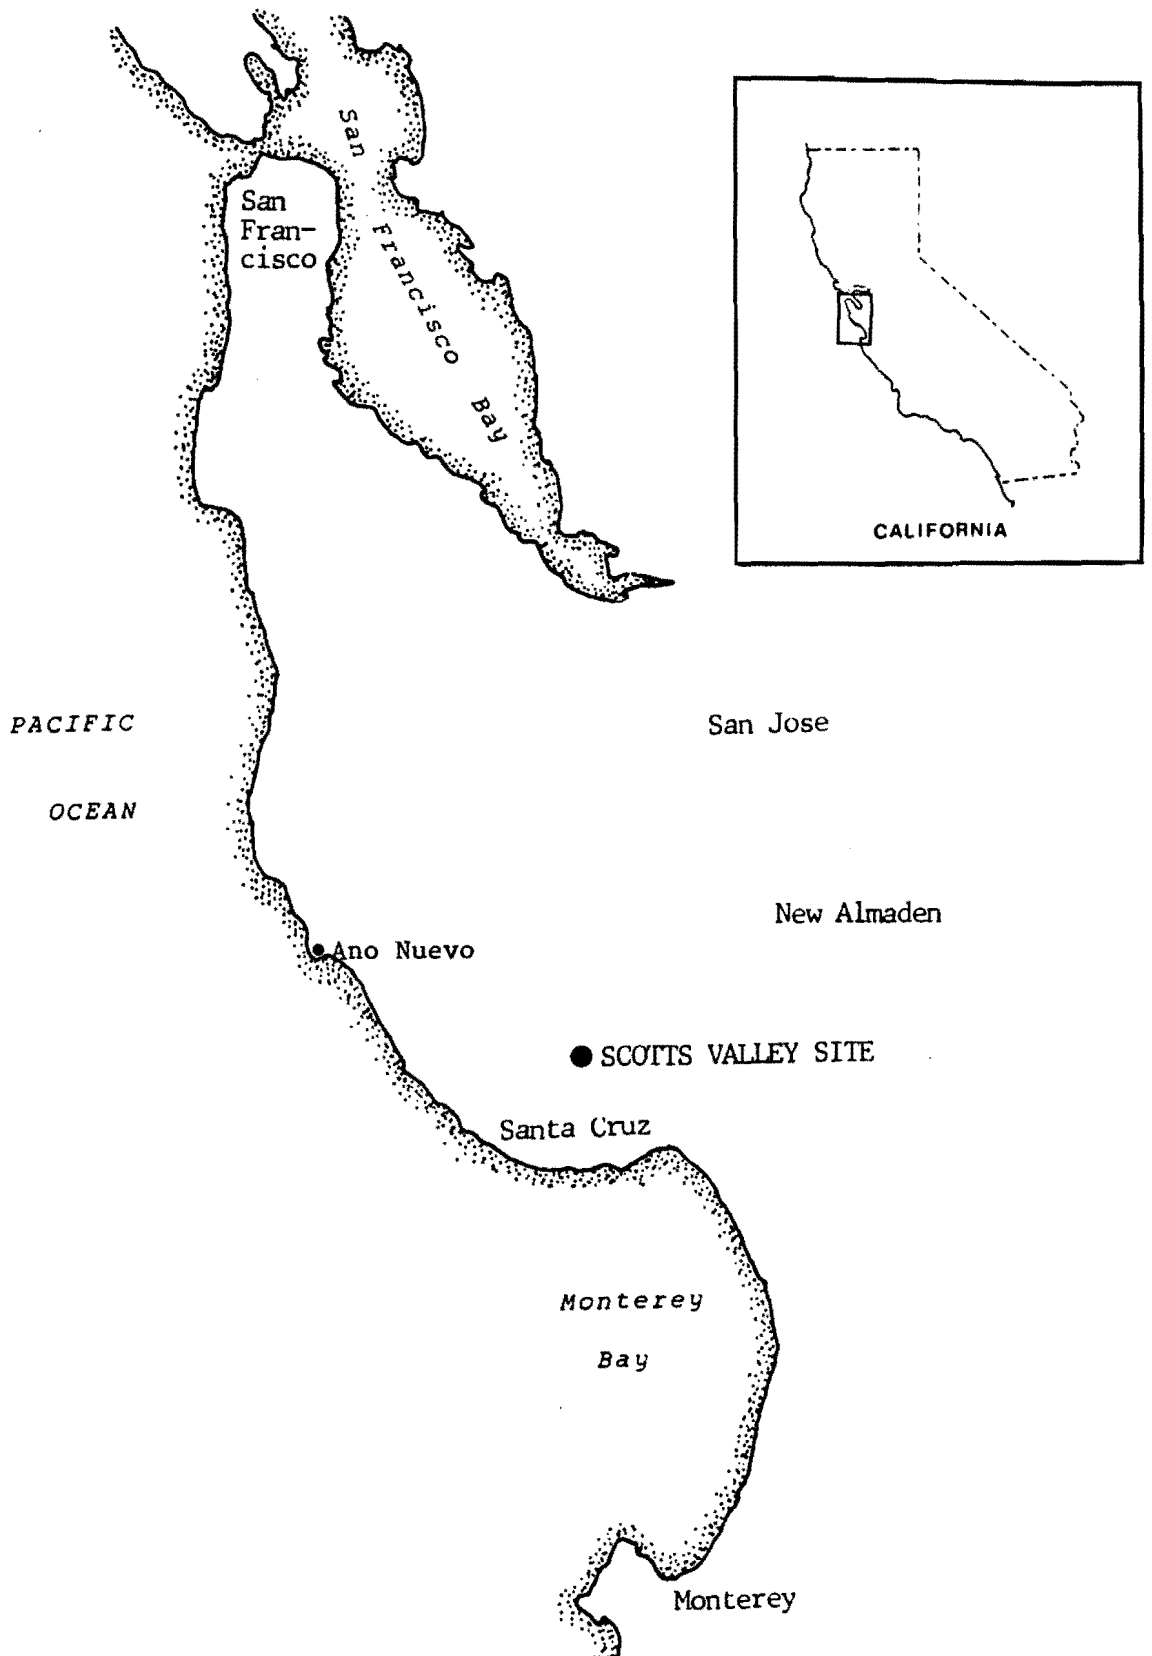 San
Francisco
Bay
San
Fran-
cisco
CALIFORNIA
PACIFIC
OCEAN
San Jose
New Almaden
Ano Nuevo
SCOTTS VALLEY SITE
Santa Cruz
Monterey
Bay
Monterey